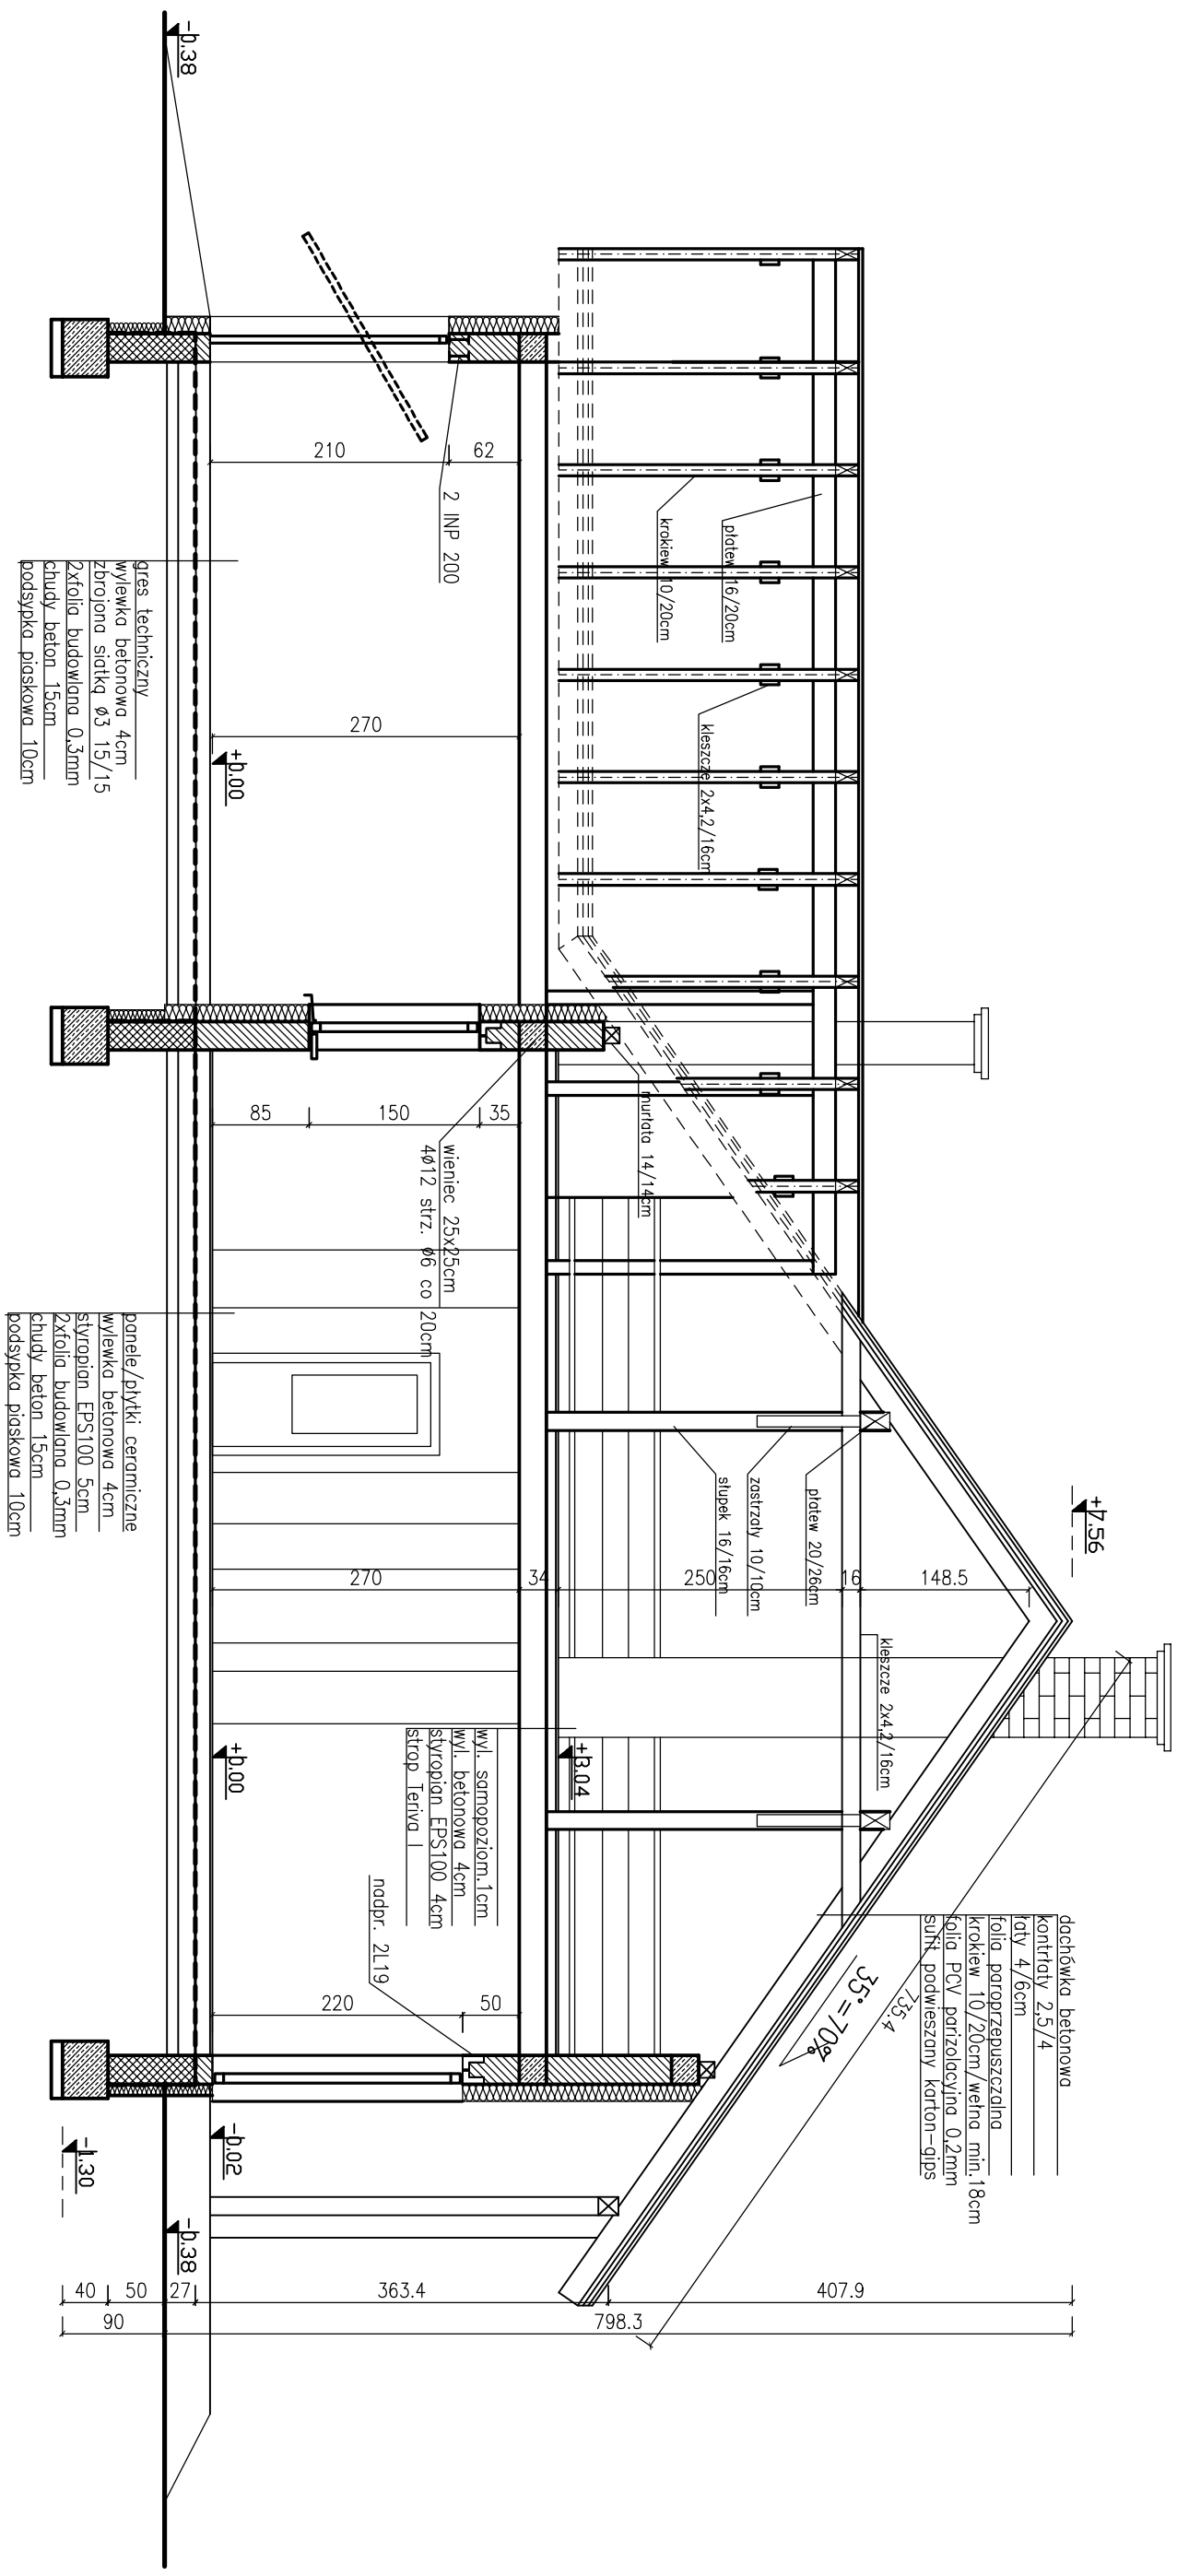 -0.38
2 INP 200
210
62
krokiew 10/20cm
płatew 16/20cm
kleszcze 2x4,2/16cm
270
+0.00
gres techniczny
wylewka betonowa 4cm
zbrojona siatką ø3 15/15
2xfolia budowlana 0,3mm
chudy beton 15cm
podsypka piaskowa 10cm
85
150
35
murłata 14/14cm
wieniec 25x25cm
4ø12 strz. ø6 co 20cm
panele/płytki ceramiczne
wylewka betonowa 4cm
styropian EPS100 5cm
2xfolia budowlana 0,3mm
chudy beton 15cm
podsypka piaskowa 10cm
płatew 20/26cm
zastrzały 10/10cm
słupek 16/16cm
+7.56
270
34
250
16
148.5
kleszcze 2x4,2/16cm
+0.00
+3.04
wyl. samopoziom.1cm
wyl. betonowa 4cm
styropian EPS100 4cm
strop Teriva I
nadpr. 2L19
220
50
dachówka betonowa
kontrłaty 2,5/4
łaty 4/6cm
folia paroprzepuszczalna
krokiew 10/20cm/wełna min.18cm
folia PCV parizolacyjna 0,2mm
sufit podwieszany karton-gips
35°=70%
735.4
-0.02
-1.30
-0.38
40
50
27
363.4
407.9
90
798.3